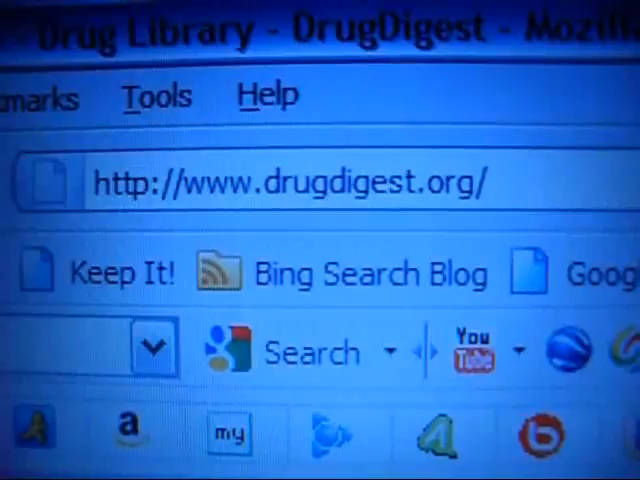 Drug Library - DrugDigest - Mozill
kmarks Tools Help
http://www.drugdigest.org/
Keep It! Bing Search Blog Goog
Search You Tube
a my